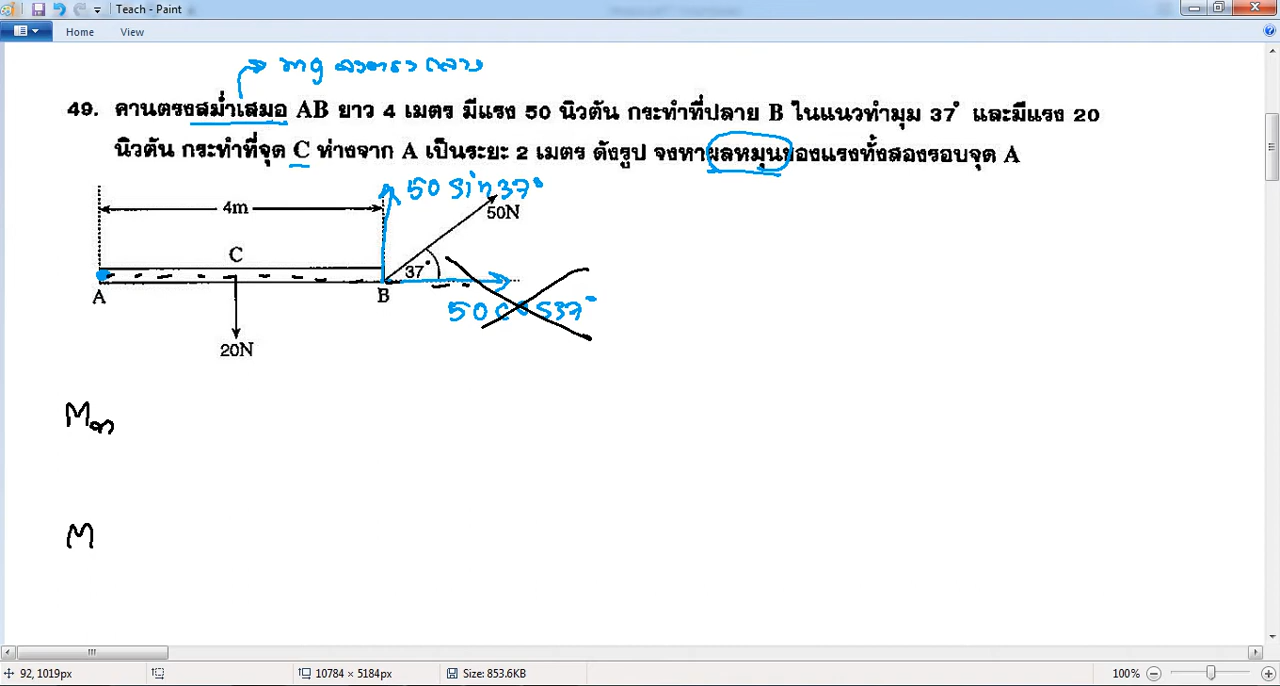 Teach - Paint
Home View
mg ลงตรงกลาง
49. คานตรงสม่ำเสมอ AB ยาว 4 เมตร มีแรง 50 นิวตัน กระทำที่ปลาย B ในแนวทำมุม 37° และมีแรง 20
นิวตัน กระทำที่จุด C ห่างจาก A เป็นระยะ 2 เมตร ดังรูป จงหาผลหมุนของแรงทั้งสองรอบจุด A
50 sin 37°
4m
50N
C
37°
A
B
50 cos 37°
20N
M
M
92, 1019px
10784 × 5184px
Size: 853.6KB
100%